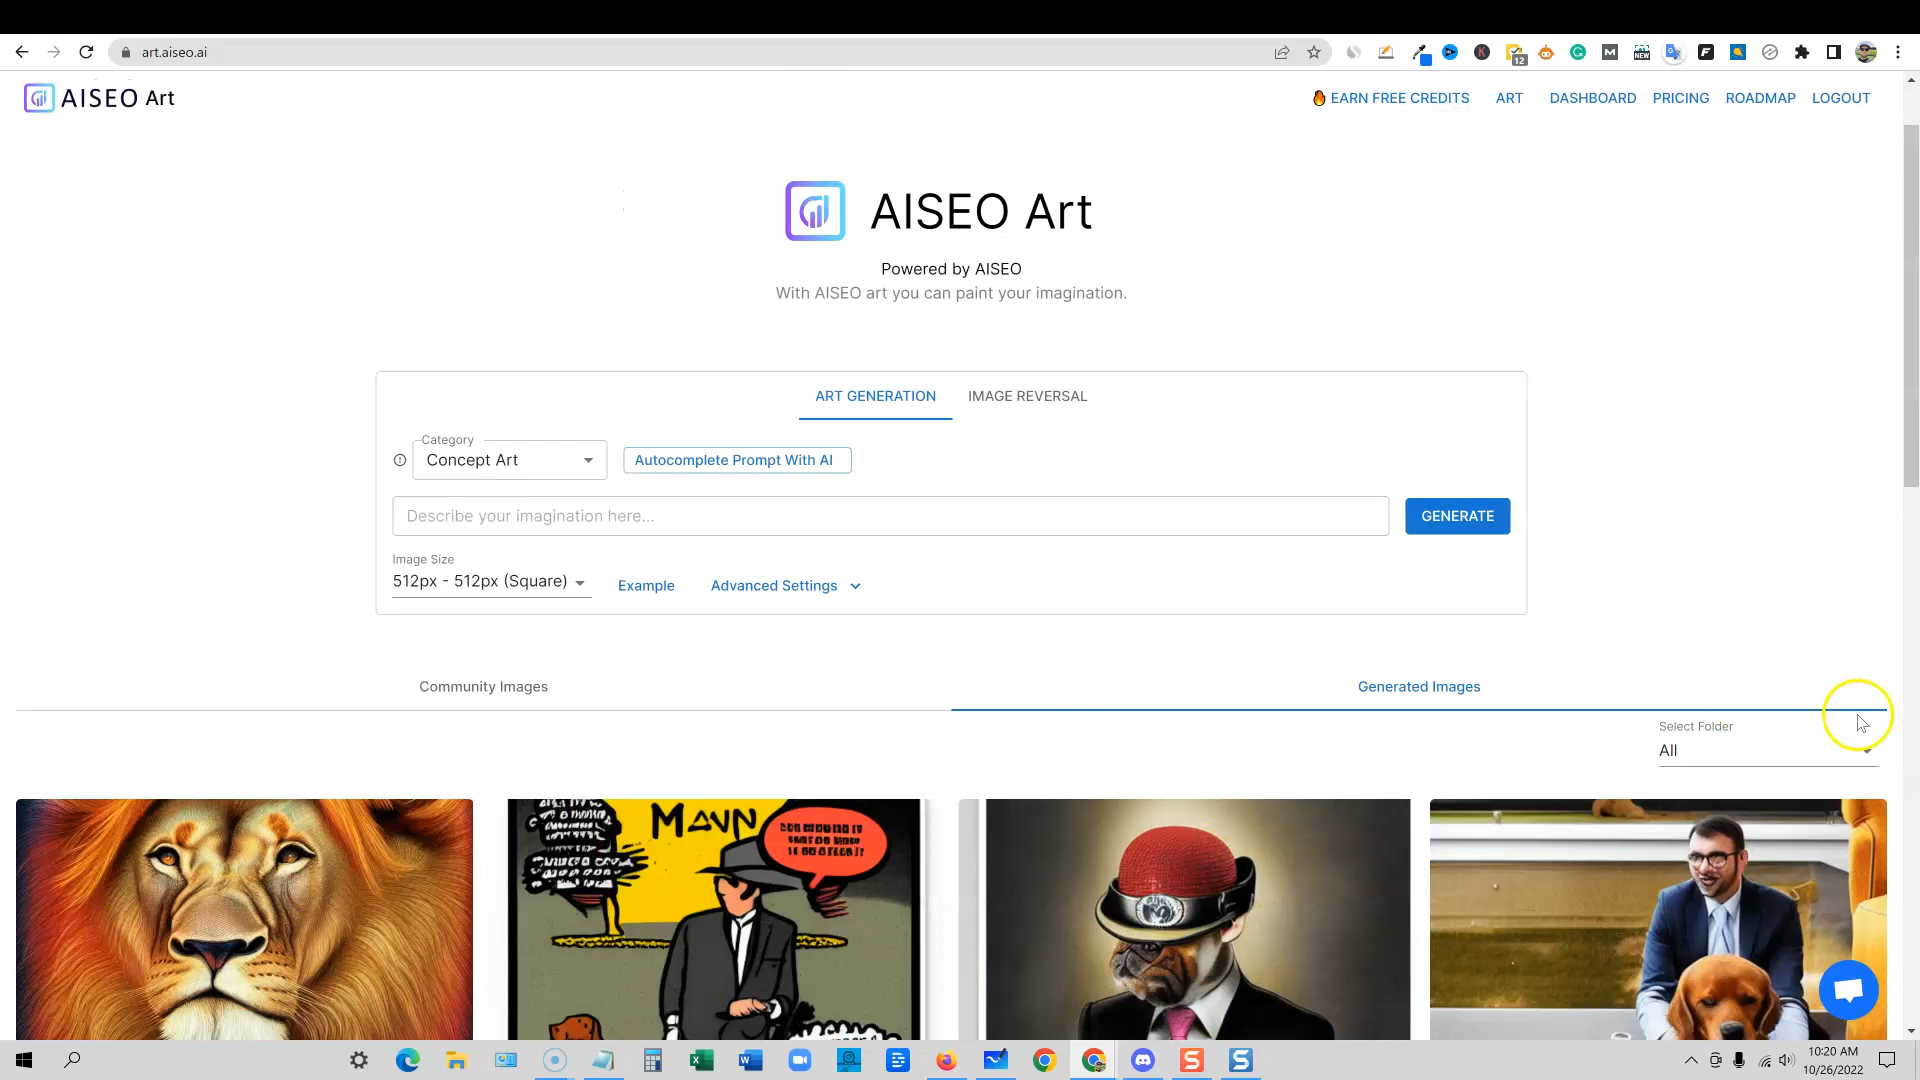 art.aiseo.ai
12
NEW
AISEO Art
EARN FREE CREDITS
ART
DASHBOARD
PRICING
ROADMAP
LOGOUT
AISEO Art
Powered by AISEO
With AISEO art you can paint your imagination.
ART GENERATION
IMAGE REVERSAL
Category
Concept Art
Autocomplete Prompt With AI
Describe your imagination here...
GENERATE
Image Size
512px - 512px (Square)
Example
Advanced Settings
Community Images
Generated Images
Select Folder
All
10:20 AM
10/26/2022